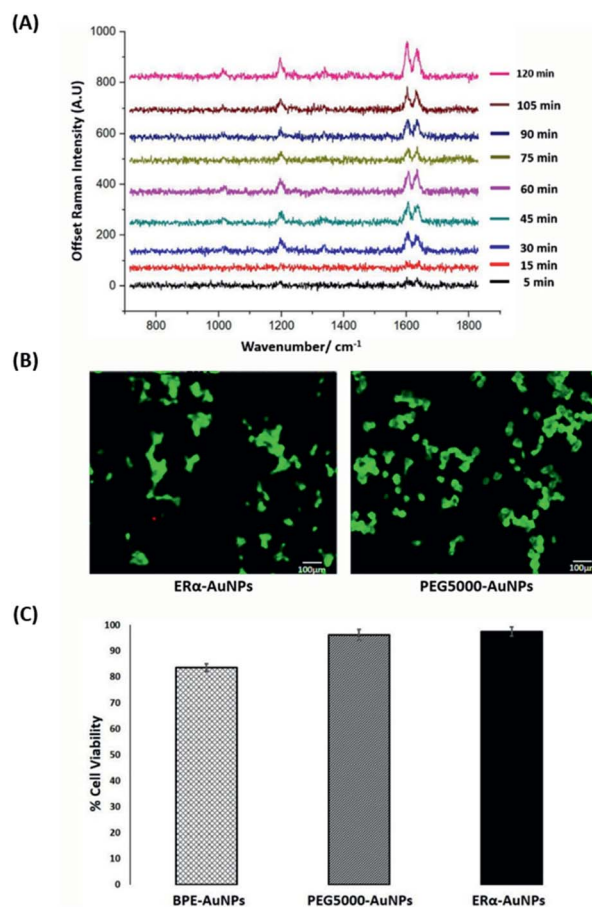 (A)
Offset Raman Intensity (A.U)
1000
800
600
400
200
0
800
1000
1200
1400
1600
1800
Wavenumber/ cm⁻¹
120 min
105 min
90 min
75 min
60 min
45 min
30 min
15 min
5 min
(B)
100µm
100µm
ERα-AuNPs
PEG5000-AuNPs
(C)
% Cell Viability
100
90
80
70
60
50
40
30
20
10
0
BPE-AuNPs
PEG5000-AuNPs
ERα-AuNPs